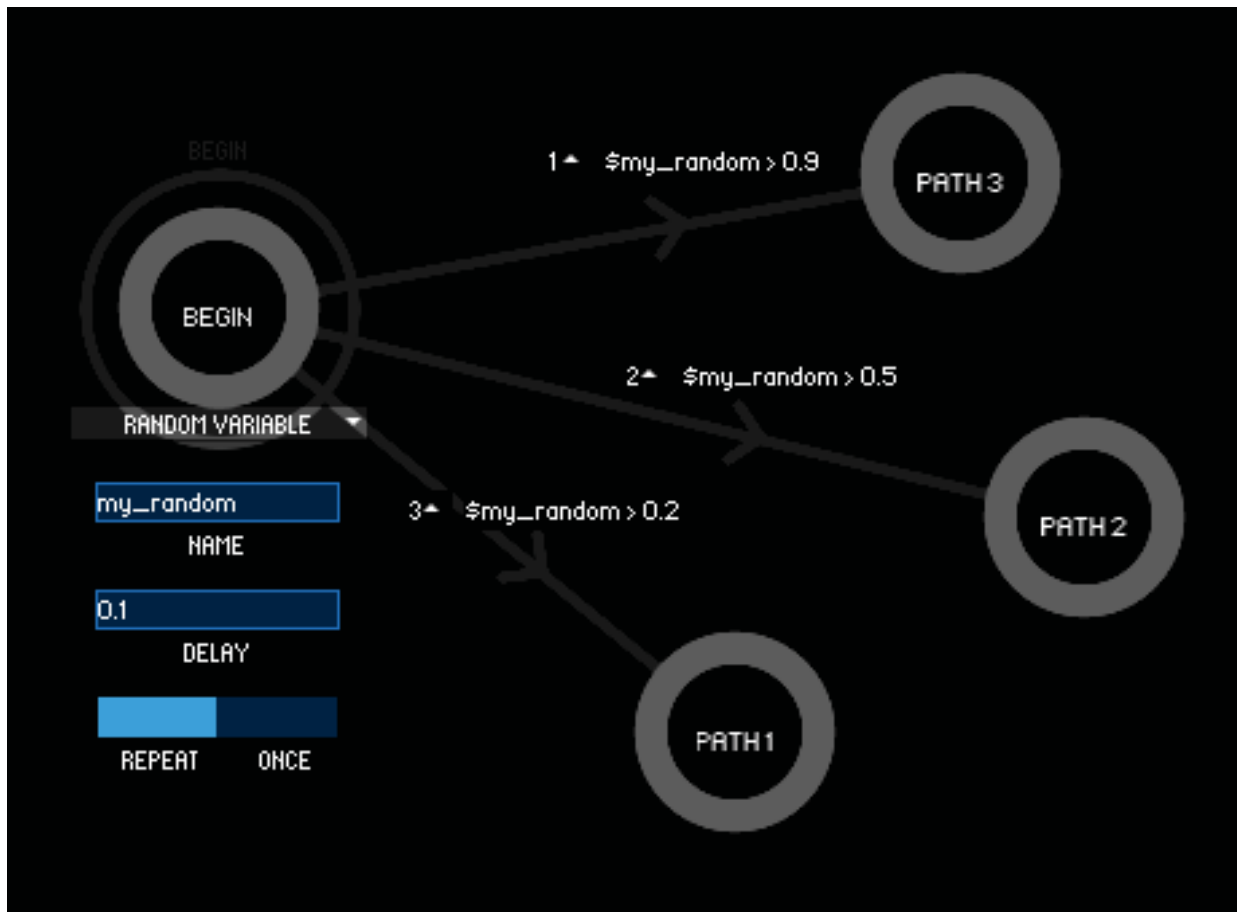 BEGIN
1 $my_random > 0.9
PATH 3
BEGIN
2 $my_random > 0.5
RANDOM VARIABLE
my_random
3 $my_random > 0.2
PATH 2
NAME
0.1
DELAY
PATH 1
REPEAT ONCE